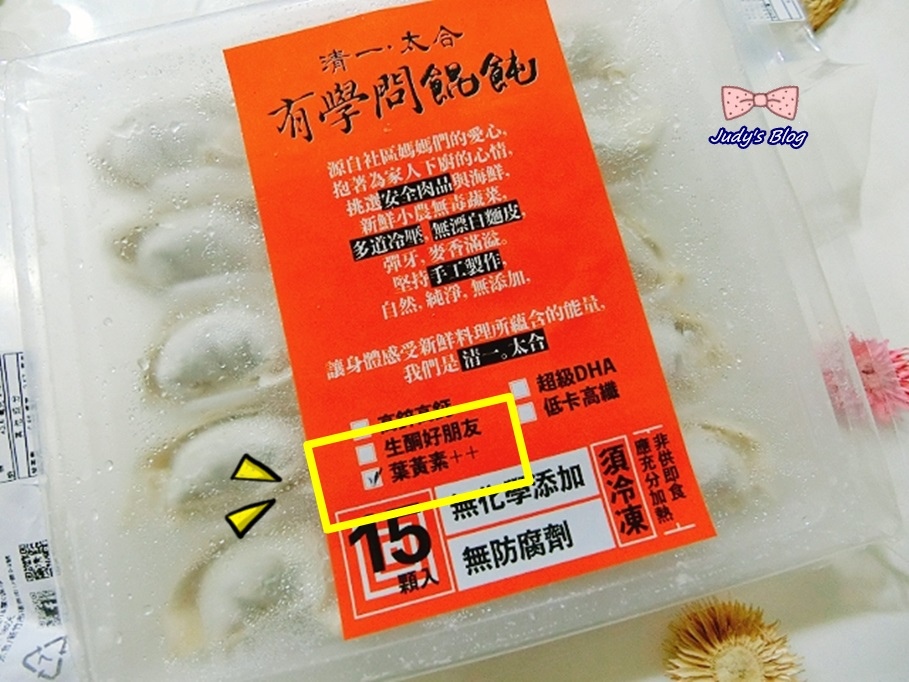 清一·太合
有學問餛飩
Judy's Blog
源自社區媽媽們的愛心,
抱著為家人下廚的心情,
挑選安全肉品與海鮮,
新鮮小農無毒蔬菜,
多道冷壓, 無漂白麵皮,
彈牙, 麥香滿溢。
堅持手工製作,
自然, 純淨, 無添加,
讓身體感受新鮮料理所蘊含的能量,
我們是 清一。太合
超級DHA
低卡高纖
生酮好朋友
葉黃素++
15
顆入
無化學添加
無防腐劑
須冷凍
非供即食
應充分加熱